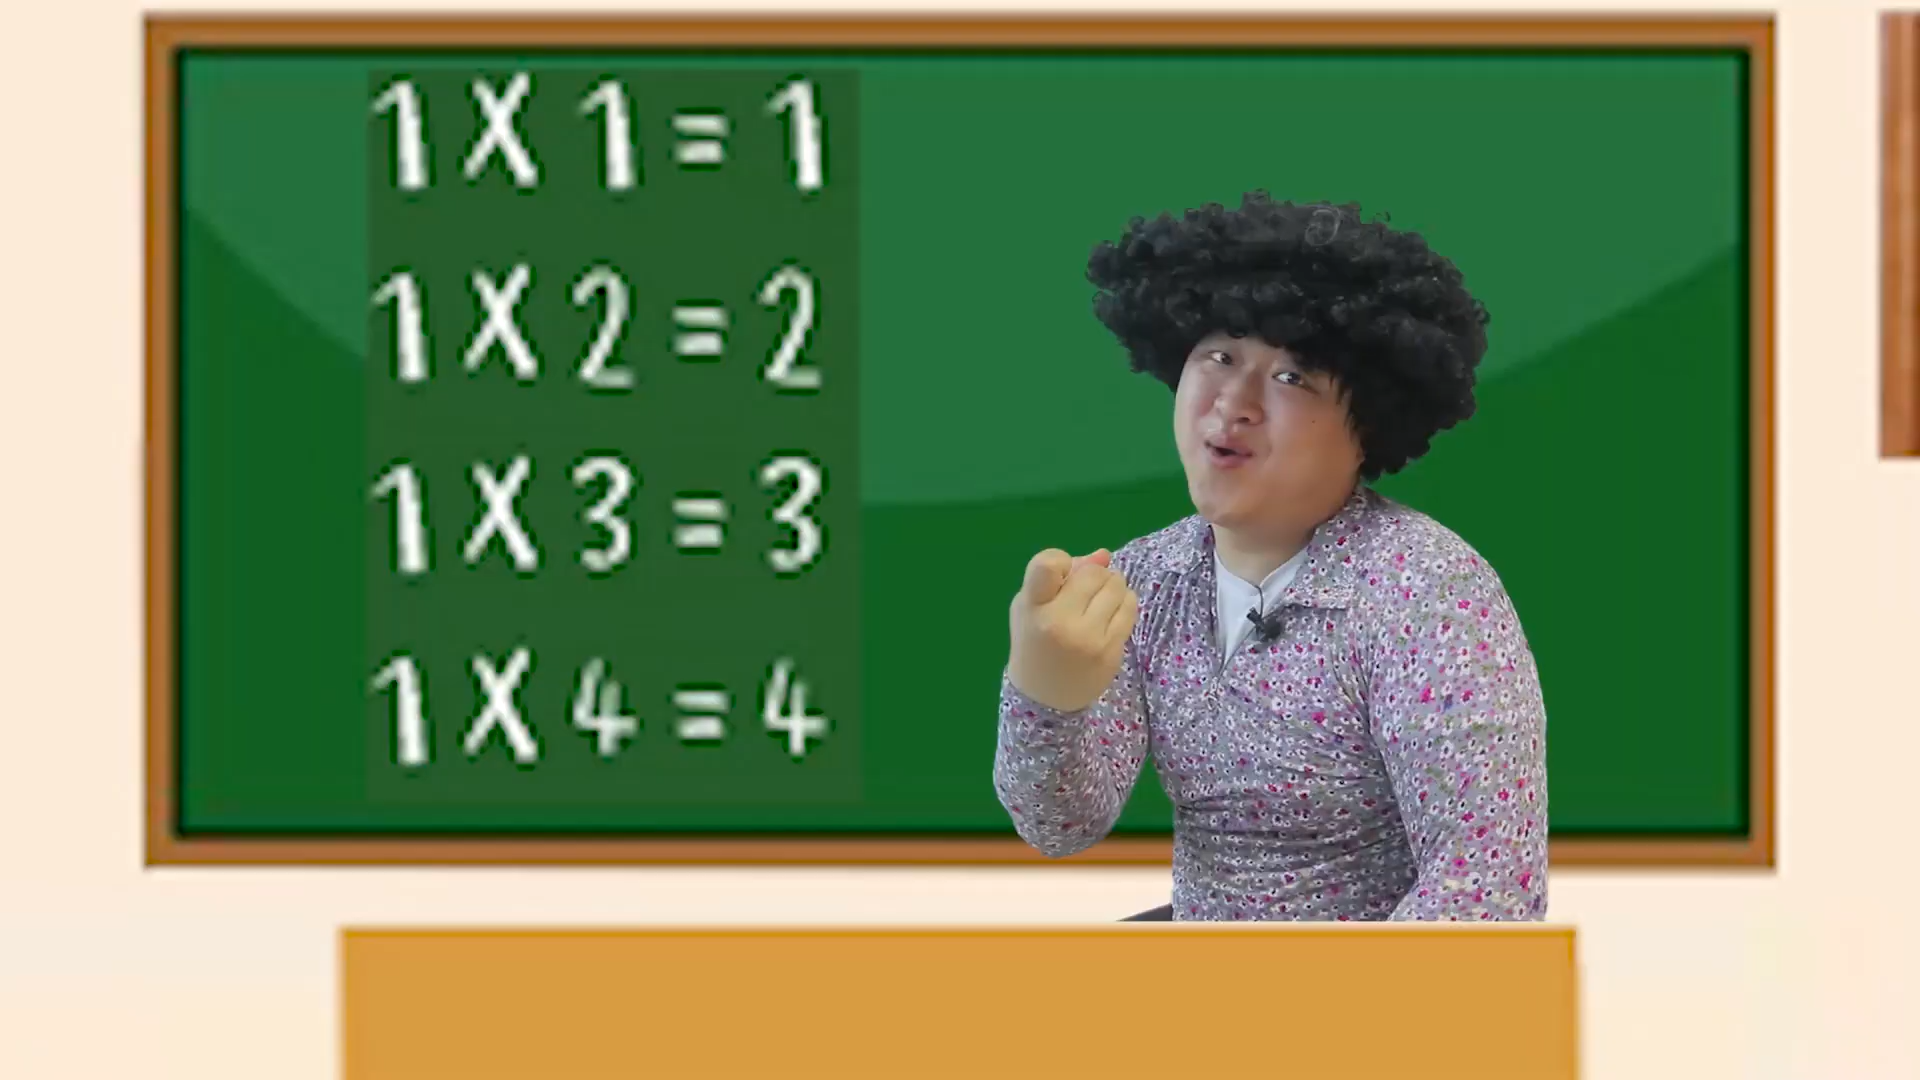 1 X 1 = 1
1 X 2 = 2
1 X 3 = 3
1 X 4 = 4